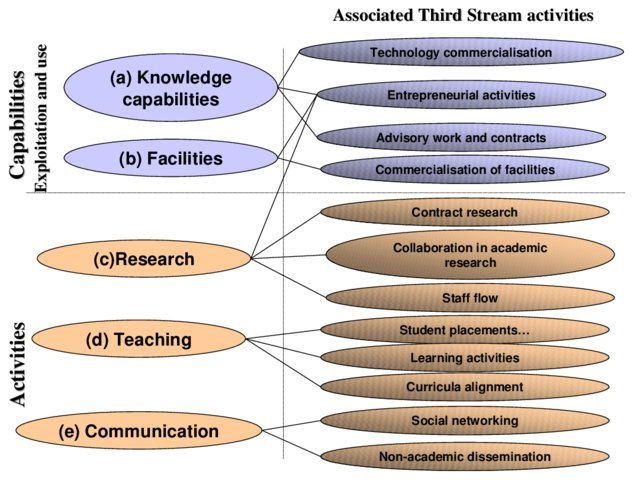 Associated Third Stream activities
Capabilities
Exploitation and use
(a) Knowledge
capabilities
(b) Facilities
Technology commercialisation
Entrepreneurial activities
Advisory work and contracts
Commercialisation of facilities
Activities
(c)Research
(d) Teaching
(e) Communication
Contract research
Collaboration in academic
research
Staff flow
Student placements…
Learning activities
Curricula alignment
Social networking
Non-academic dissemination